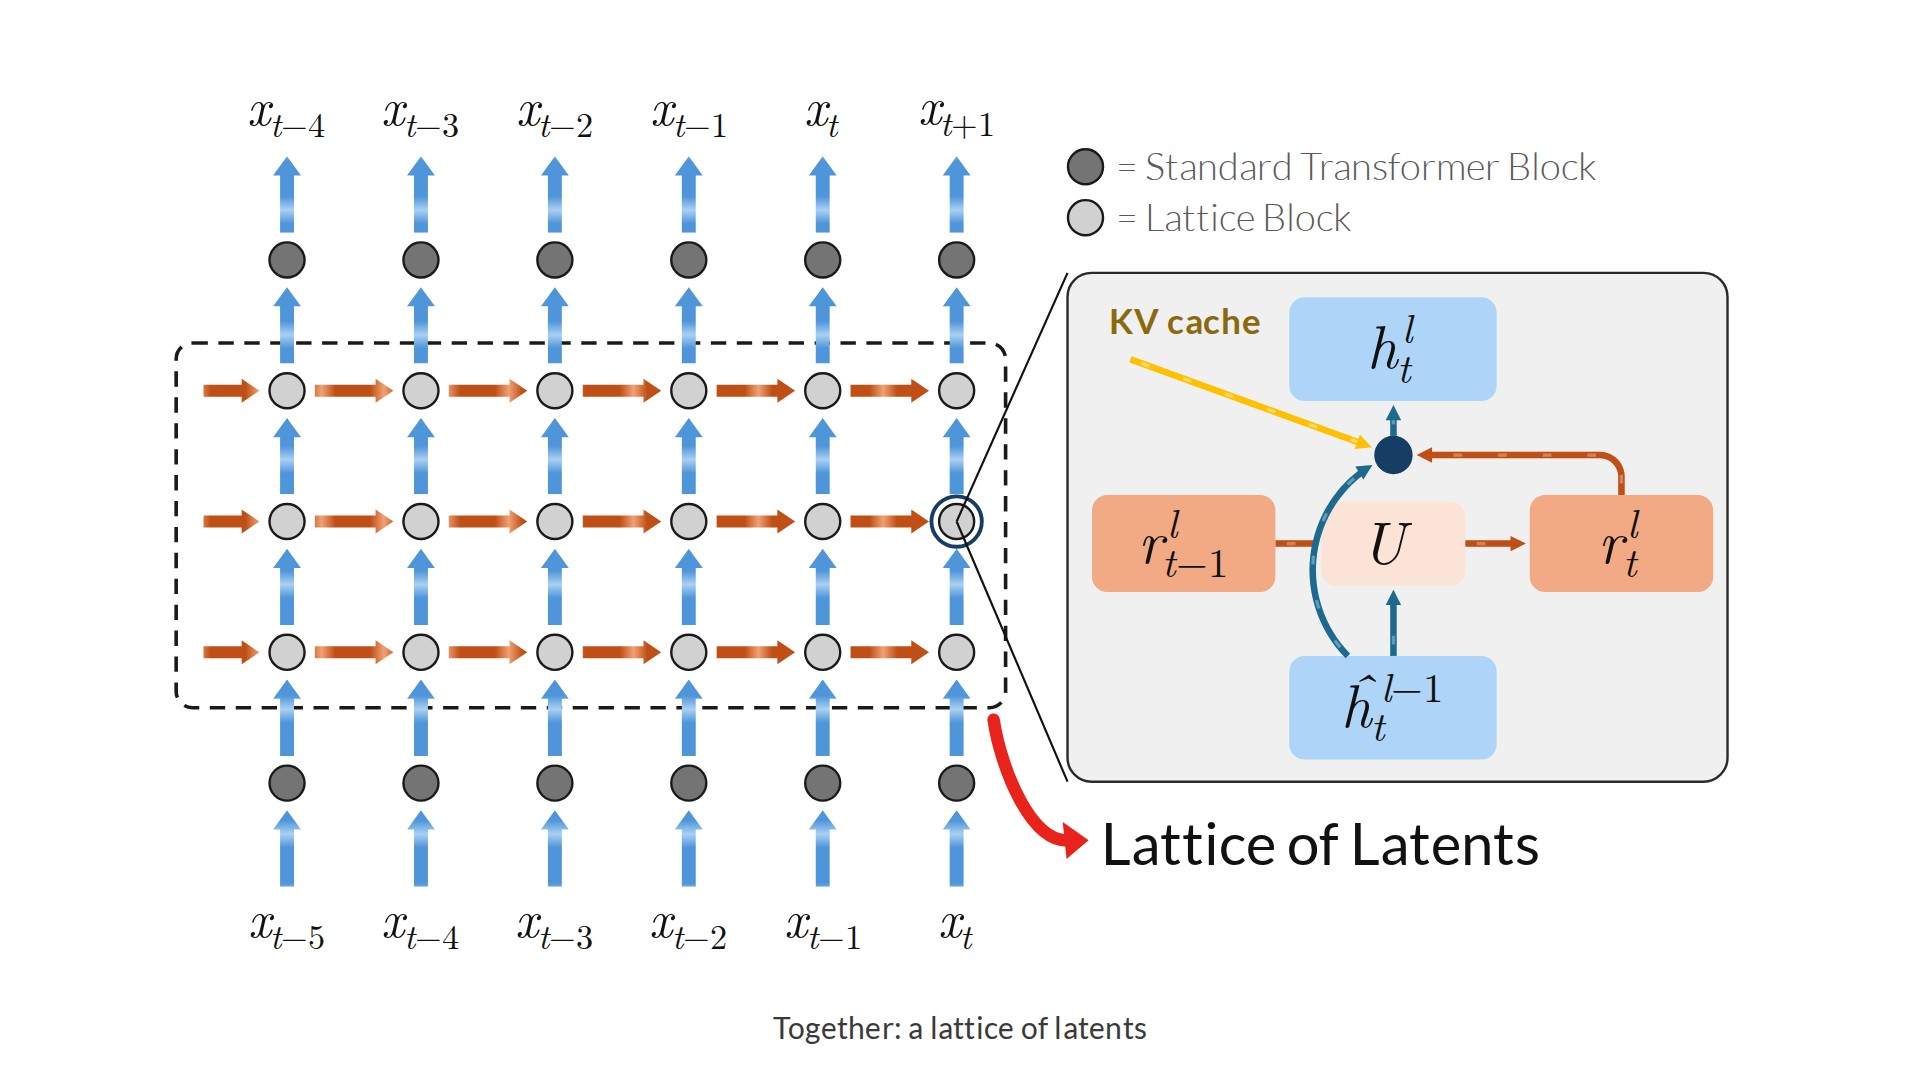 x_{t−4} x_{t−3} x_{t−2} x_{t−1} x_t x_{t+1}
= Standard Transformer Block
= Lattice Block
KV cache
h_t^l
r_{t−1}^l U r_t^l
ĥ_t^{l−1}
Lattice of Latents
x_{t−5} x_{t−4} x_{t−3} x_{t−2} x_{t−1} x_t
Together: a lattice of latents